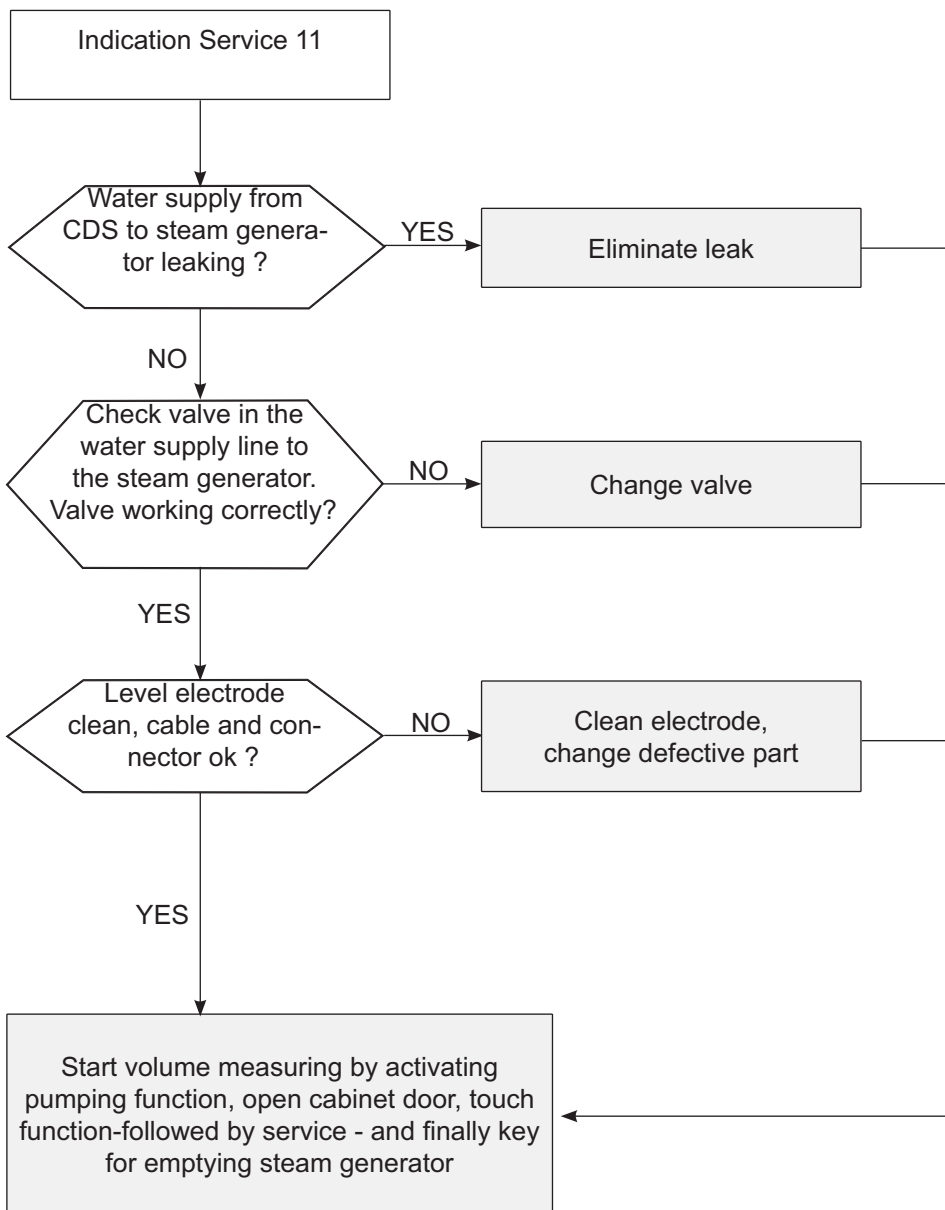 Indication Service 11
Water supply from
CDS to steam genera-
tor leaking ?
YES
Eliminate leak
NO
Check valve in the
water supply line to
the steam generator.
Valve working correctly?
NO
Change valve
YES
Level electrode
clean, cable and con-
nector ok ?
NO
Clean electrode,
change defective part
YES
Start volume measuring by activating
pumping function, open cabinet door, touch
function-followed by service - and finally key
for emptying steam generator